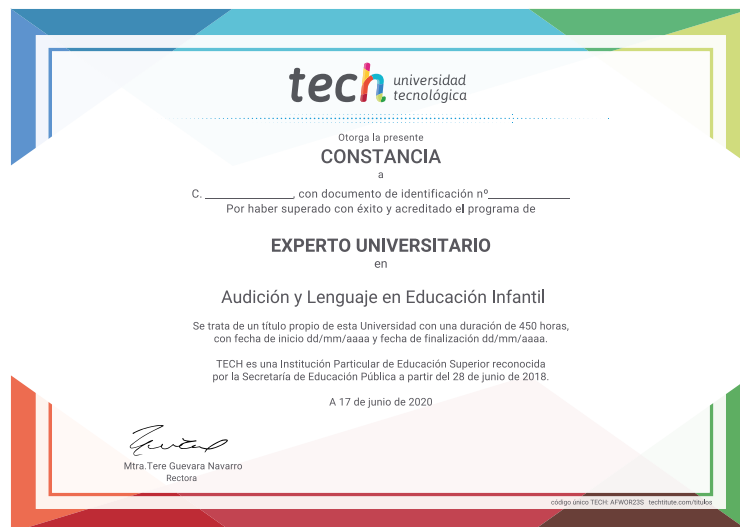 tech universidad
tecnológica
Otorga la presente
CONSTANCIA
a
C. ______________, con documento de identificación nº_____________
Por haber superado con éxito y acreditado el programa de
EXPERTO UNIVERSITARIO
en
Audición y Lenguaje en Educación Infantil
Se trata de un título propio de esta Universidad con una duración de 450 horas,
con fecha de inicio dd/mm/aaaa y fecha de finalización dd/mm/aaaa.
TECH es una Institución Particular de Educación Superior reconocida
por la Secretaría de Educación Pública a partir del 28 de junio de 2018.
A 17 de junio de 2020
Mtra.Tere Guevara Navarro
Rectora
código único TECH: AFWOR23S techtitute.com/titulos